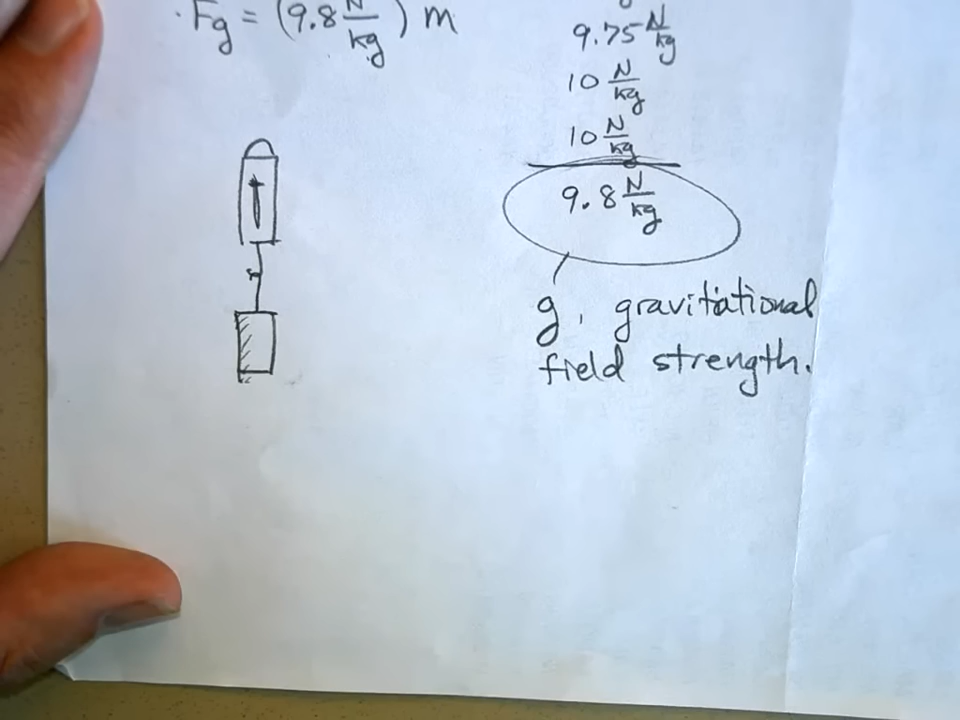 · Fg = (9.8 N/kg) m
9.75 N/kg
10 N/kg
10 N/kg
9.8 N/kg
g, gravitational
field strength.